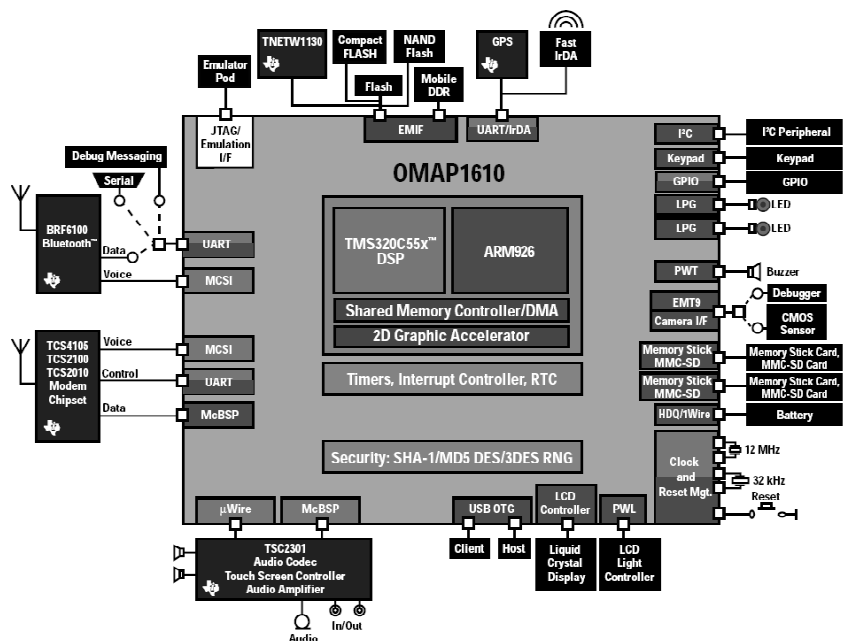 TNETW1130
Compact
FLASH
NAND
Flash
GPS
Fast
IrDA
Emulator
Pod
Flash
Mobile
DDR
JTAG/
Emulation
I/F
EMIF
UART/IrDA
OMAP1610
I²C
I²C Peripheral
Keypad
Keypad
GPIO
GPIO
LPG
LED
LPG
LED
Debug Messaging
Serial
BRF6100
Bluetooth™
Data
Voice
UART
MCSI
TMS320C55x™
DSP
ARM926
Shared Memory Controller/DMA
2D Graphic Accelerator
PWT
Buzzer
EMT9
Camera I/F
Debugger
CMOS
Sensor
TCS4105
TCS2100
TCS2010
Modem
Chipset
Voice
Control
Data
MCSI
UART
McBSP
Timers, Interrupt Controller, RTC
Memory Stick
MMC-SD
Memory Stick Card,
MMC-SD Card
Memory Stick
MMC-SD
Memory Stick Card,
MMC-SD Card
HDQ/1Wire
Battery
Security: SHA-1/MD5 DES/3DES RNG
Clock
and
Reset Mgt.
12 MHz
32 kHz
Reset
µWire
McBSP
USB OTG
LCD
Controller
PWL
Client
Host
Liquid
Crystal
Display
LCD
Light
Controller
TSC2301
Audio Codec
Touch Screen Controller
Audio Amplifier
In/Out
Audio